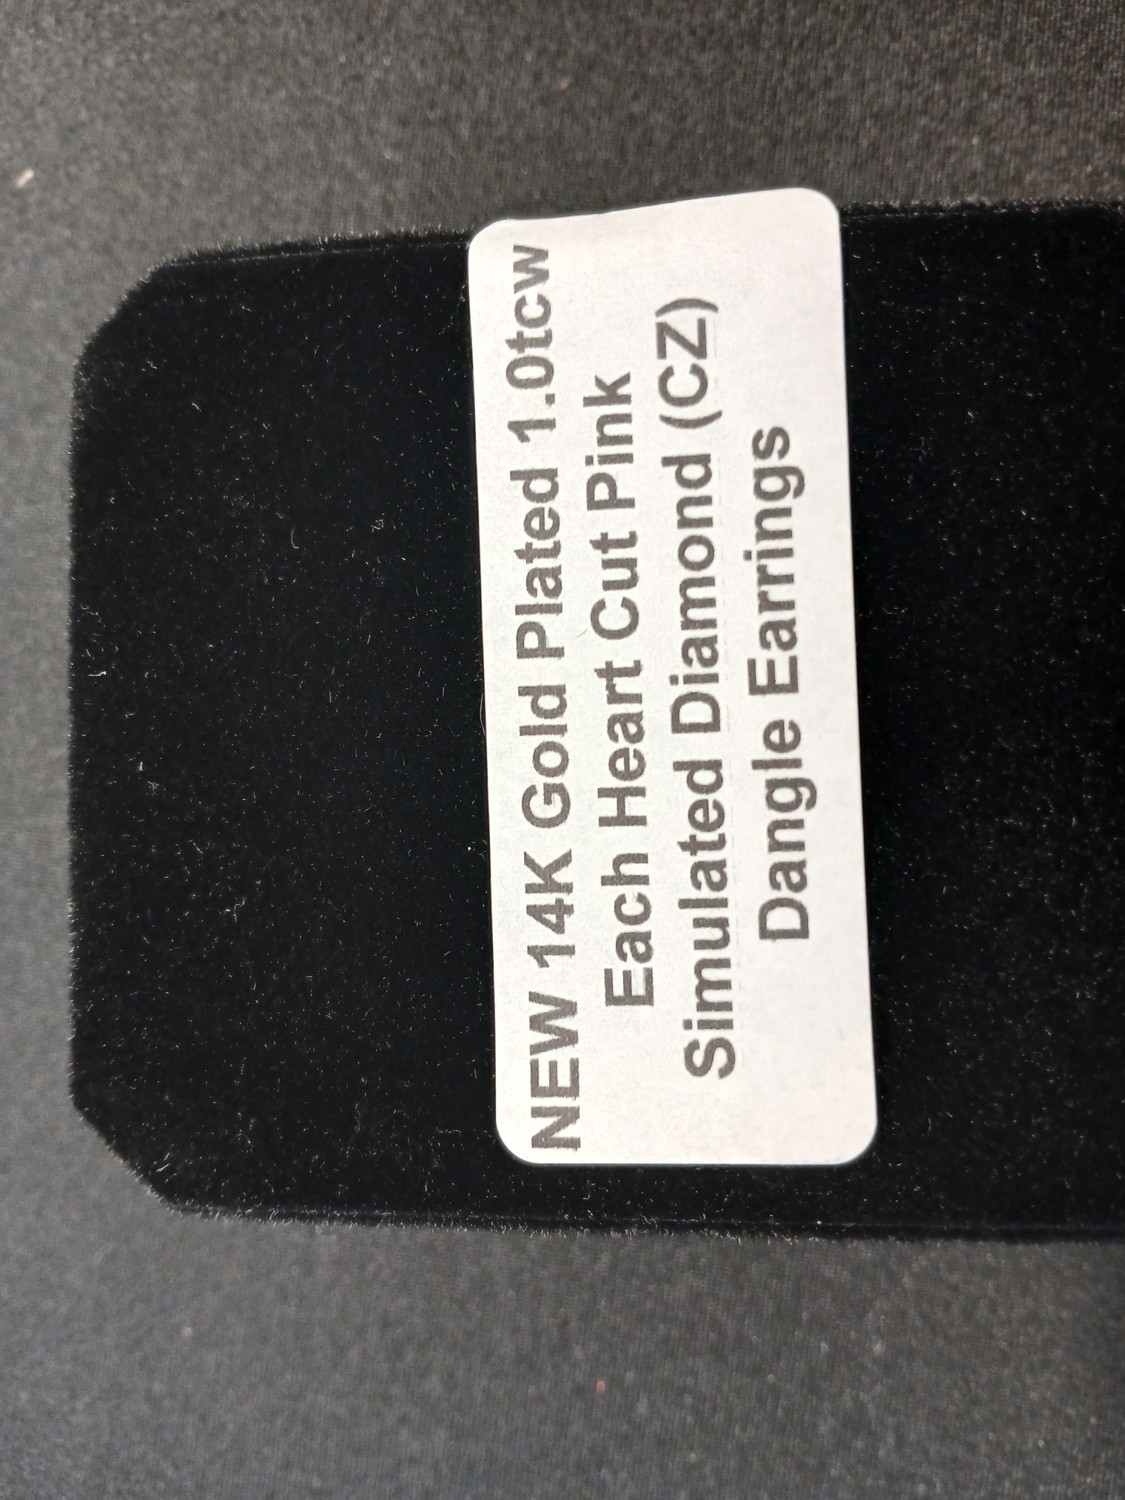 NEW 14K Gold Plated 1.0tcw
Each Heart Cut Pink
Simulated Diamond (CZ)
Dangle Earrings